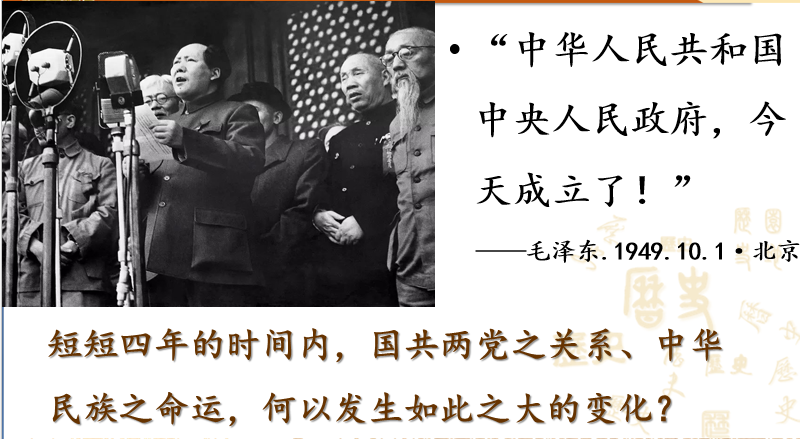 • “中华人民共和国
中央人民政府，今
天成立了！”
——毛泽东.1949.10.1·北京
短短四年的时间内，国共两党之关系、中华
民族之命运，何以发生如此之大的变化？